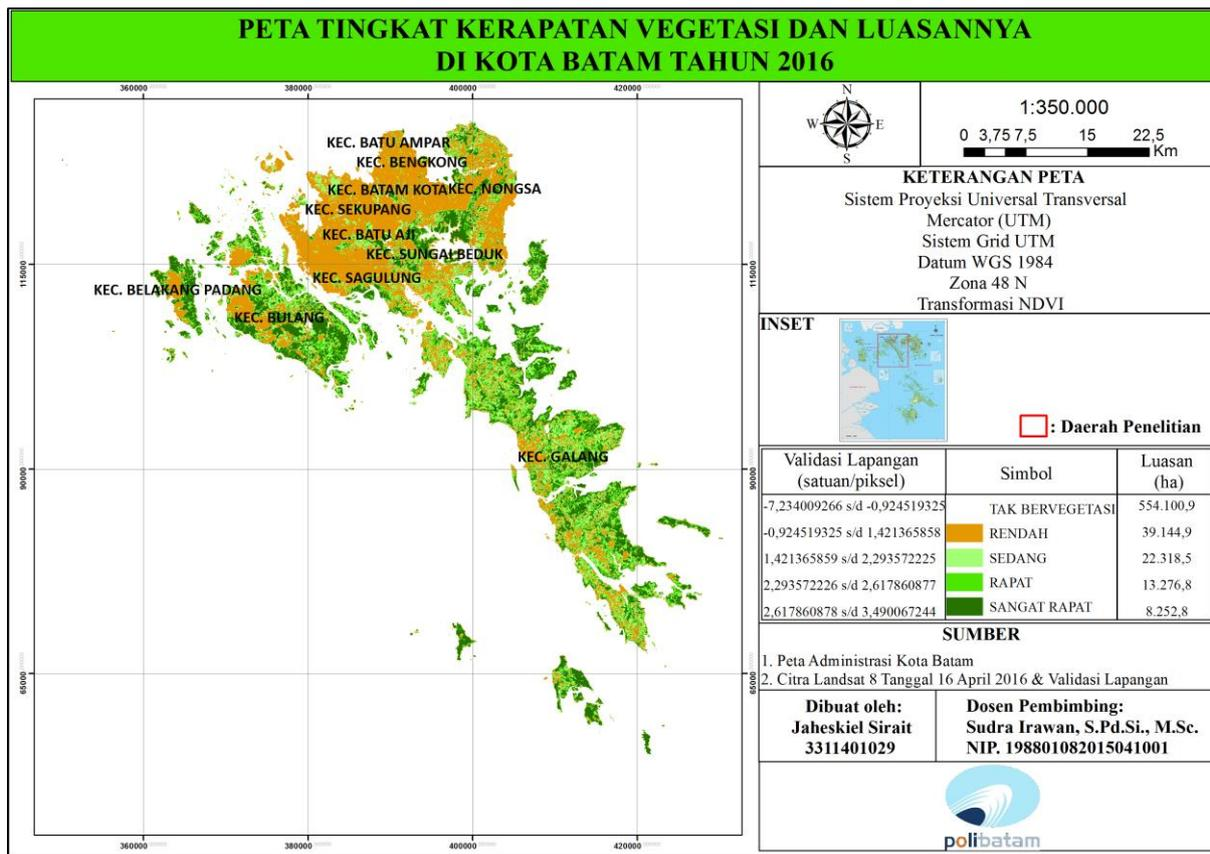 PETA TINGKAT KERAPATAN VEGETASI DAN LUASANNYA
DI KOTA BATAM TAHUN 2016
360000 380000 400000 420000
115000
90000
65000
KEC. BATU AMPAR
KEC. BENGKONG
KEC. BATAM KOTA
KEC. NONGSA
KEC. SEKUPANG
KEC. BATU AJI
KEC. SUNGAI BEDUK
KEC. SAGULUNG
KEC. BELAKANG PADANG
KEC. BULANG
KEC. GALANG
115000
90000
65000
360000 380000 400000 420000
N
W E
S
1:350.000
0 3,75 7,5 15 22,5
Km
KETERANGAN PETA
Sistem Proyeksi Universal Transversal
Mercator (UTM)
Sistem Grid UTM
Datum WGS 1984
Zona 48 N
Transformasi NDVI
INSET
: Daerah Penelitian
Validasi Lapangan
(satuan/piksel)
Simbol
Luasan
(ha)
-7,234009266 s/d -0,924519325 TAK BERVEGETASI 554.100,9
-0,924519325 s/d 1,421365858 RENDAH 39.144,9
1,421365859 s/d 2,293572225 SEDANG 22.318,5
2,293572226 s/d 2,617860877 RAPAT 13.276,8
2,617860878 s/d 3,490067244 SANGAT RAPAT 8.252,8
SUMBER
1. Peta Administrasi Kota Batam
2. Citra Landsat 8 Tanggal 16 April 2016 & Validasi Lapangan
Dibuat oleh:
Jaheskiel Sirait
3311401029
Dosen Pembimbing:
Sudra Irawan, S.Pd.Si., M.Sc.
NIP. 198801082015041001
polibatam